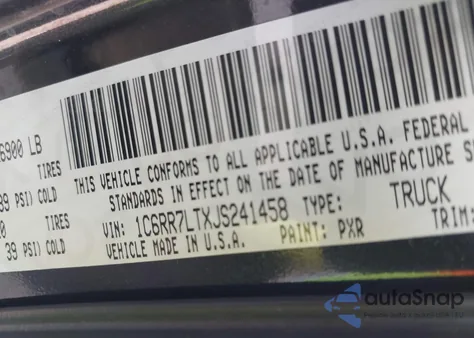 6900 LB
TIRES
39 PSI) COLD
TIRES
39 PSI) COLD
THIS VEHICLE CONFORMS TO ALL APPLICABLE U.S.A. FEDERAL
STANDARDS IN EFFECT ON THE DATE OF MANUFACTURE
VIN: 1C6RR7LTXJS241458 TYPE: TRUCK
VEHICLE MADE IN U.S.A. PAINT: PXR TRIM:
autoSnap